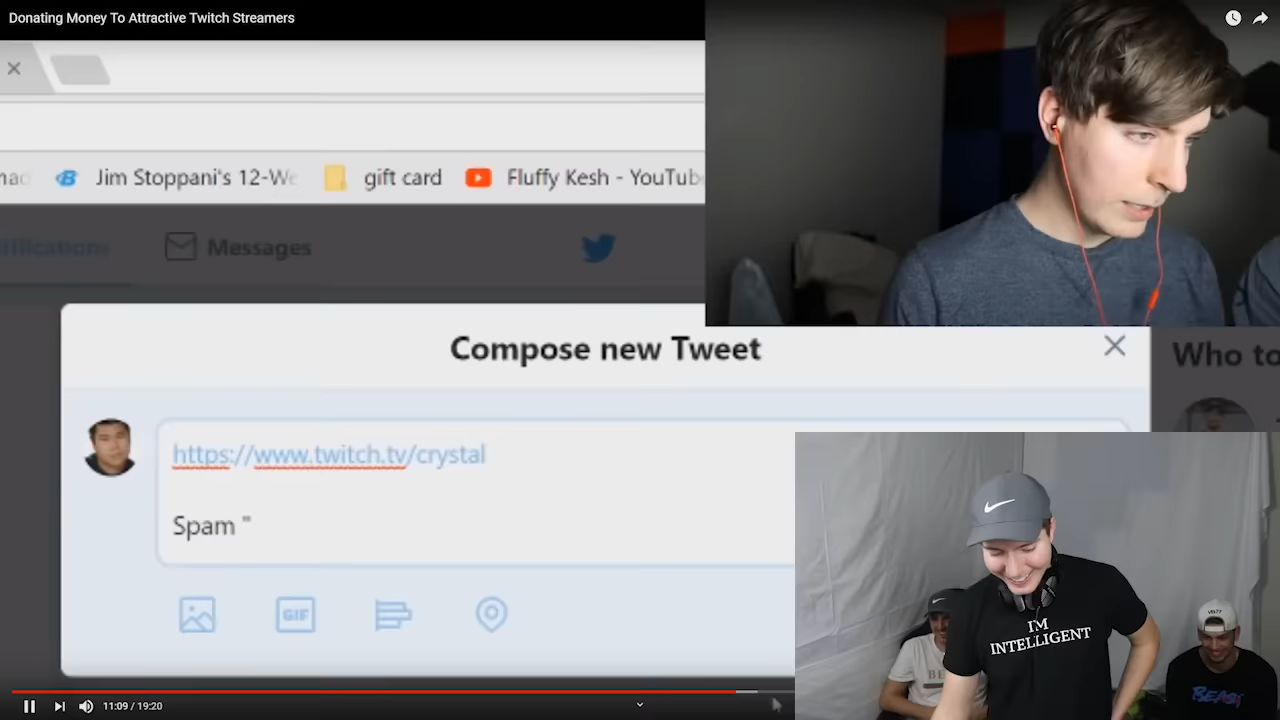 Donating Money To Attractive Twitch Streamers
Jim Stoppani's 12-We
gift card
Fluffy Kesh - YouTub
Messages
Compose new Tweet
Who to
https://www.twitch.tv/crystal
Spam "
GIF
I'M
INTELLIGENT
BEAST
11:09 / 19:20